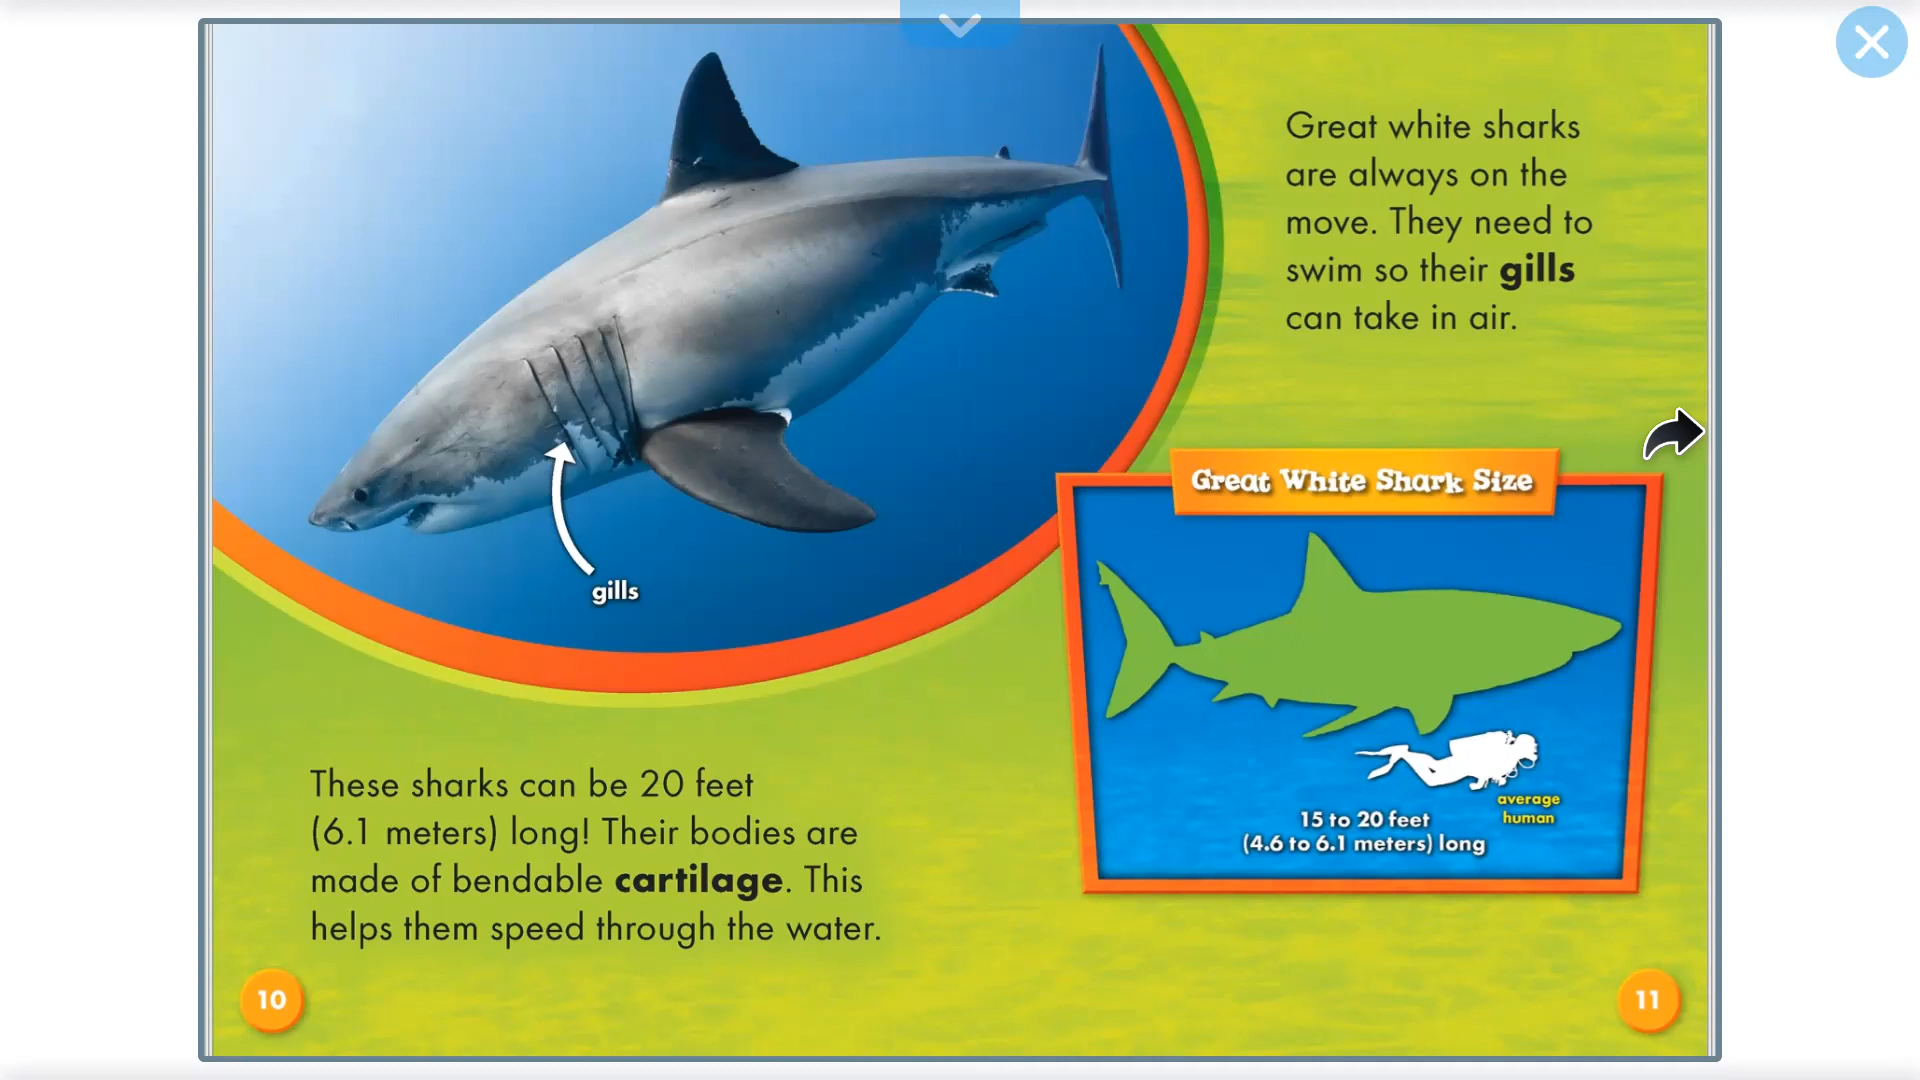 gills
These sharks can be 20 feet
(6.1 meters) long! Their bodies are
made of bendable cartilage. This
helps them speed through the water.
10
Great white sharks
are always on the
move. They need to
swim so their gills
can take in air.
Great White Shark Size
average
human
15 to 20 feet
(4.6 to 6.1 meters) long
11